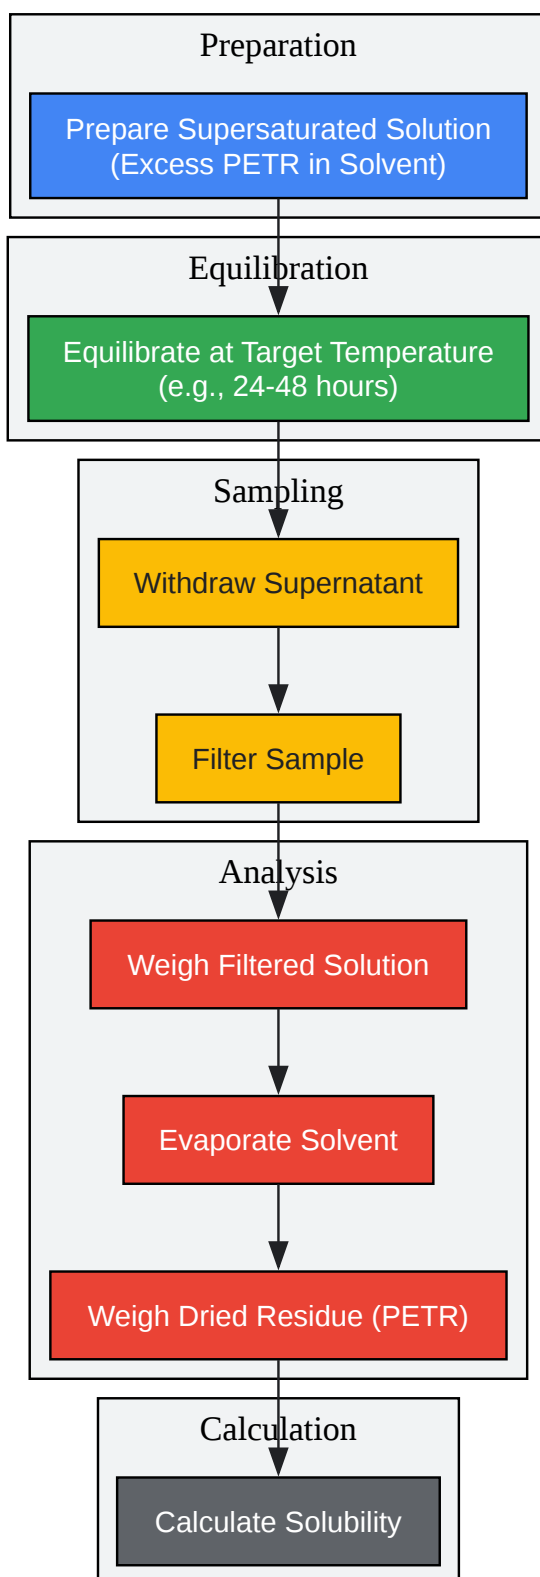 Preparation
Prepare Supersaturated Solution
(Excess PETR in Solvent)
Equilibration
Equilibrate at Target Temperature
(e.g., 24-48 hours)
Sampling
Withdraw Supernatant
Filter Sample
Analysis
Weigh Filtered Solution
Evaporate Solvent
Weigh Dried Residue (PETR)
Calculation
Calculate Solubility